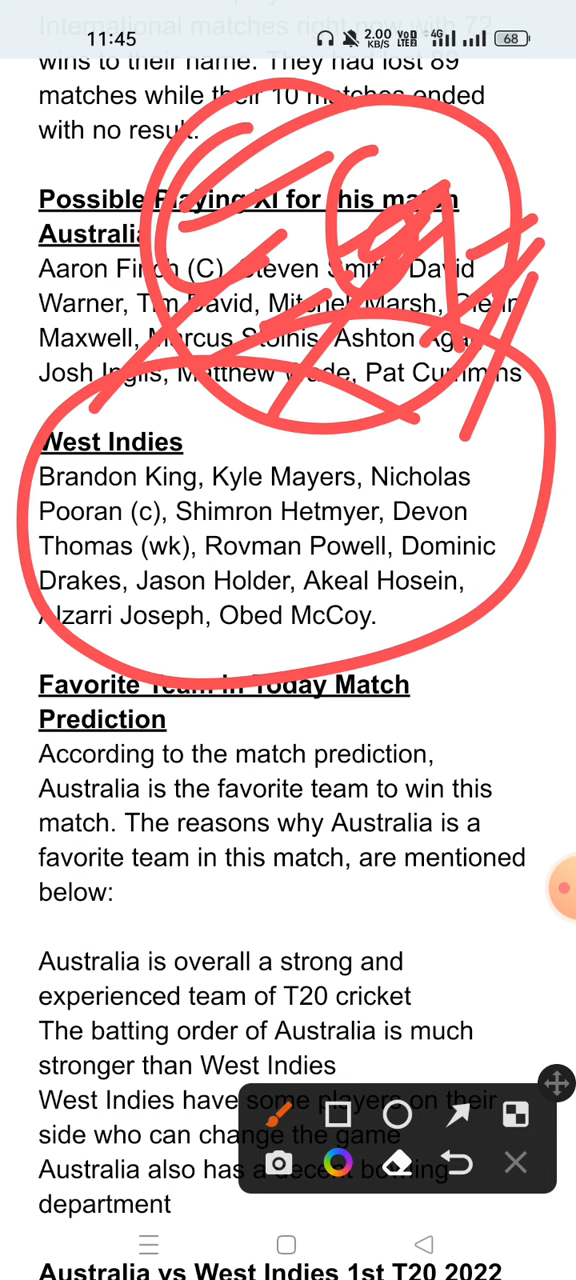 International matches right now with 72
11:45 2.00 KB/S VoD LTE2 4G 68
wins to their name. They had lost 89
matches while their 10 matches ended
with no result.
Possible Playing XI for this match
Australia
Aaron Finch (C), Steven Smith, David
Warner, Tim David, Mitchel Marsh, Glenn
Maxwell, Marcus Stoinis, Ashton Agar
Josh Inglis, Matthew Wade, Pat Cummins
West Indies
Brandon King, Kyle Mayers, Nicholas
Pooran (c), Shimron Hetmyer, Devon
Thomas (wk), Rovman Powell, Dominic
Drakes, Jason Holder, Akeal Hosein,
Alzarri Joseph, Obed McCoy.
Favorite Team in Today Match
Prediction
According to the match prediction,
Australia is the favorite team to win this
match. The reasons why Australia is a
favorite team in this match, are mentioned
below:
Australia is overall a strong and
experienced team of T20 cricket
The batting order of Australia is much
stronger than West Indies
West Indies have some players on their
side who can change the game
Australia also has a decent bowling
department
Australia vs West Indies 1st T20 2022